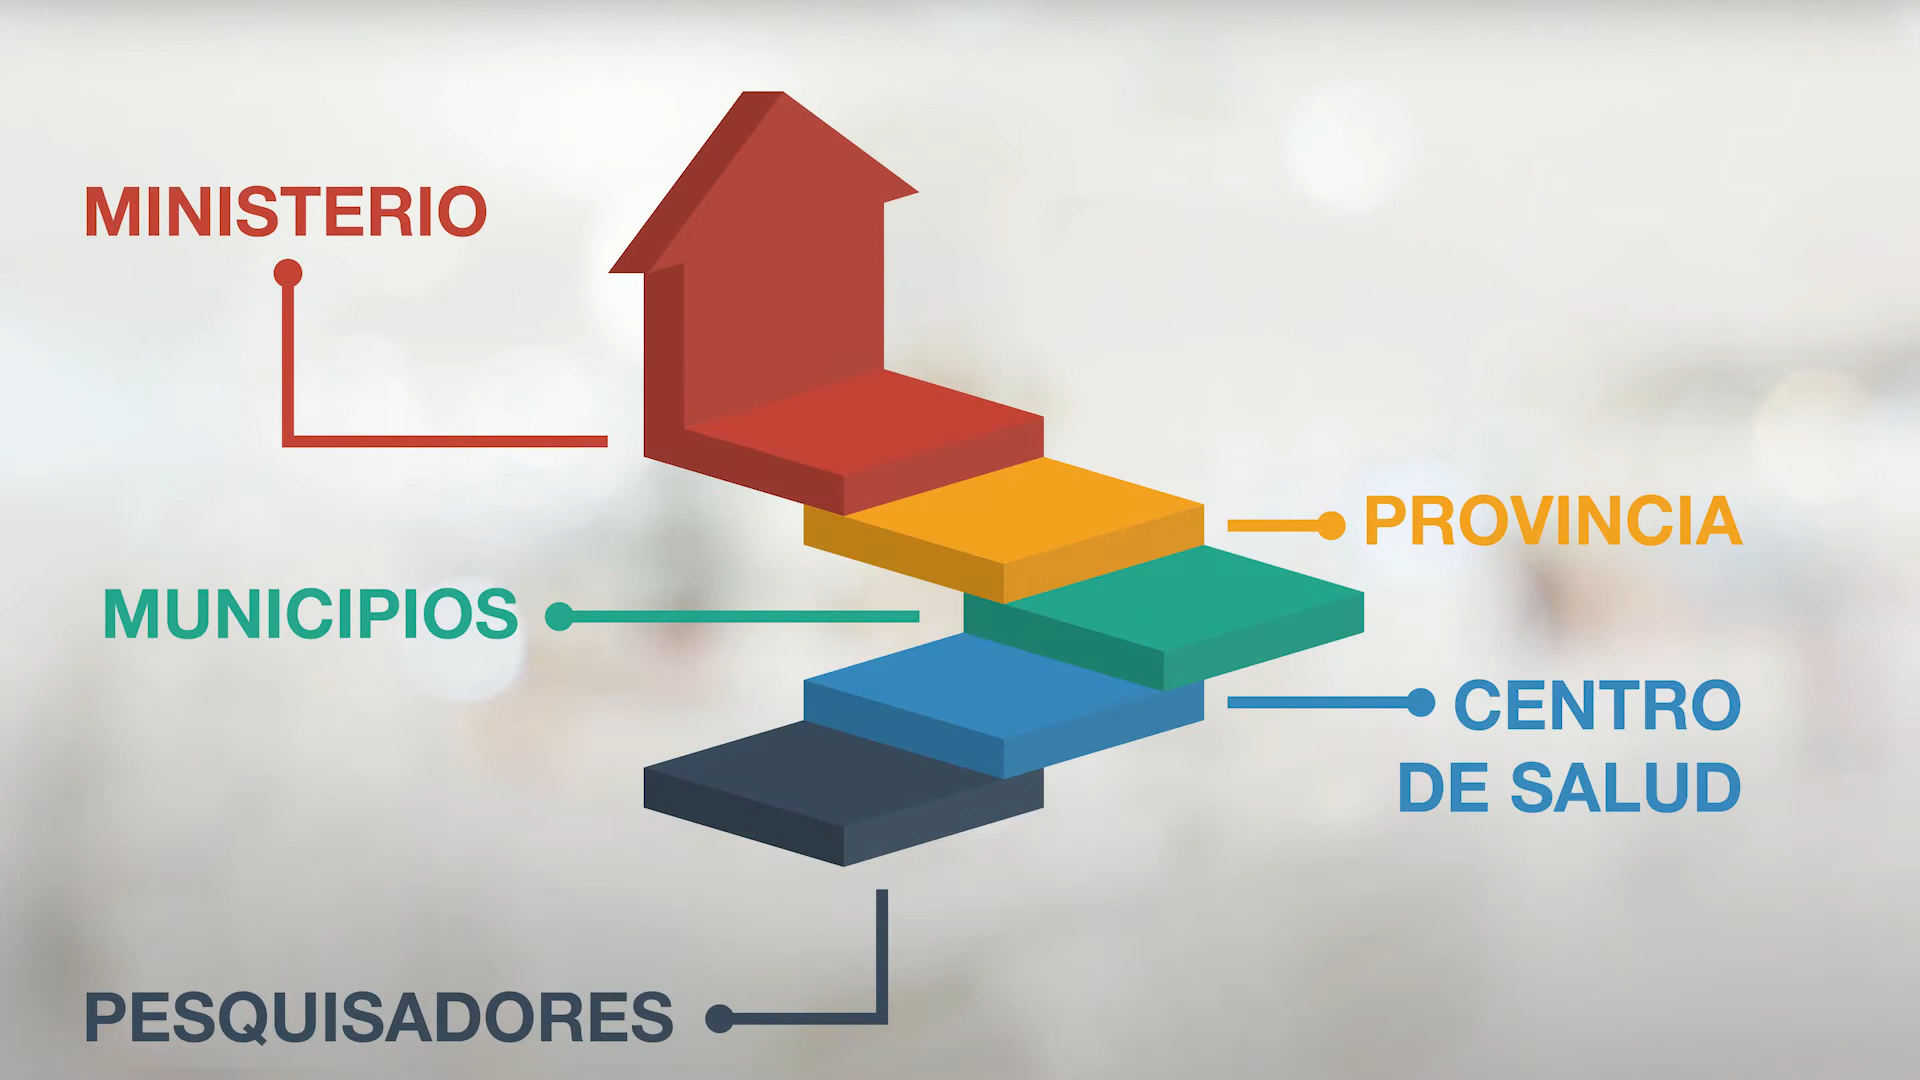 MINISTERIO
PROVINCIA
MUNICIPIOS
CENTRO
DE SALUD
PESQUISADORES